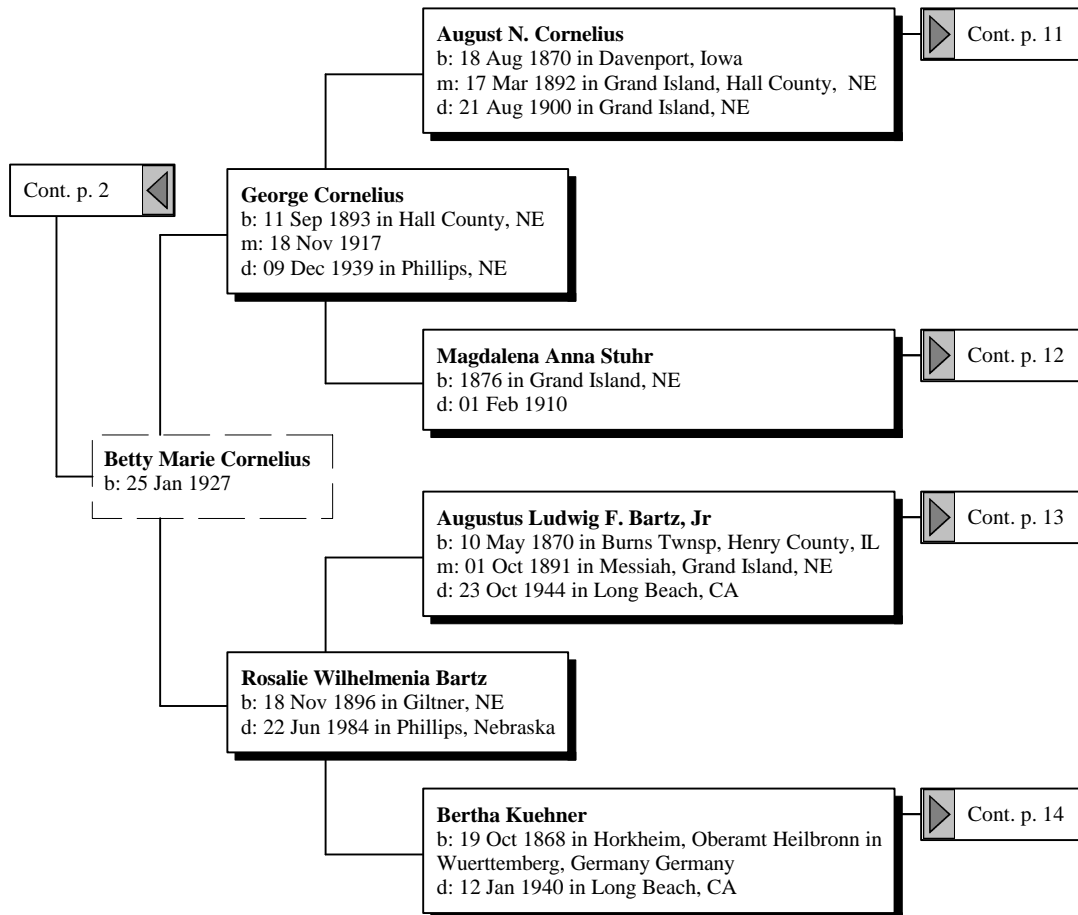 August N. Cornelius
b: 18 Aug 1870 in Davenport, Iowa
m: 17 Mar 1892 in Grand Island, Hall County, NE
d: 21 Aug 1900 in Grand Island, NE
Cont. p. 11
Cont. p. 2
George Cornelius
b: 11 Sep 1893 in Hall County, NE
m: 18 Nov 1917
d: 09 Dec 1939 in Phillips, NE
Magdalena Anna Stuhr
b: 1876 in Grand Island, NE
d: 01 Feb 1910
Cont. p. 12
Betty Marie Cornelius
b: 25 Jan 1927
Augustus Ludwig F. Bartz, Jr
b: 10 May 1870 in Burns Twnsp, Henry County, IL
m: 01 Oct 1891 in Messiah, Grand Island, NE
d: 23 Oct 1944 in Long Beach, CA
Cont. p. 13
Rosalie Wilhelmenia Bartz
b: 18 Nov 1896 in Giltner, NE
d: 22 Jun 1984 in Phillips, Nebraska
Bertha Kuehner
b: 19 Oct 1868 in Horkheim, Oberamt Heilbronn in
Wuerttemberg, Germany Germany
d: 12 Jan 1940 in Long Beach, CA
Cont. p. 14